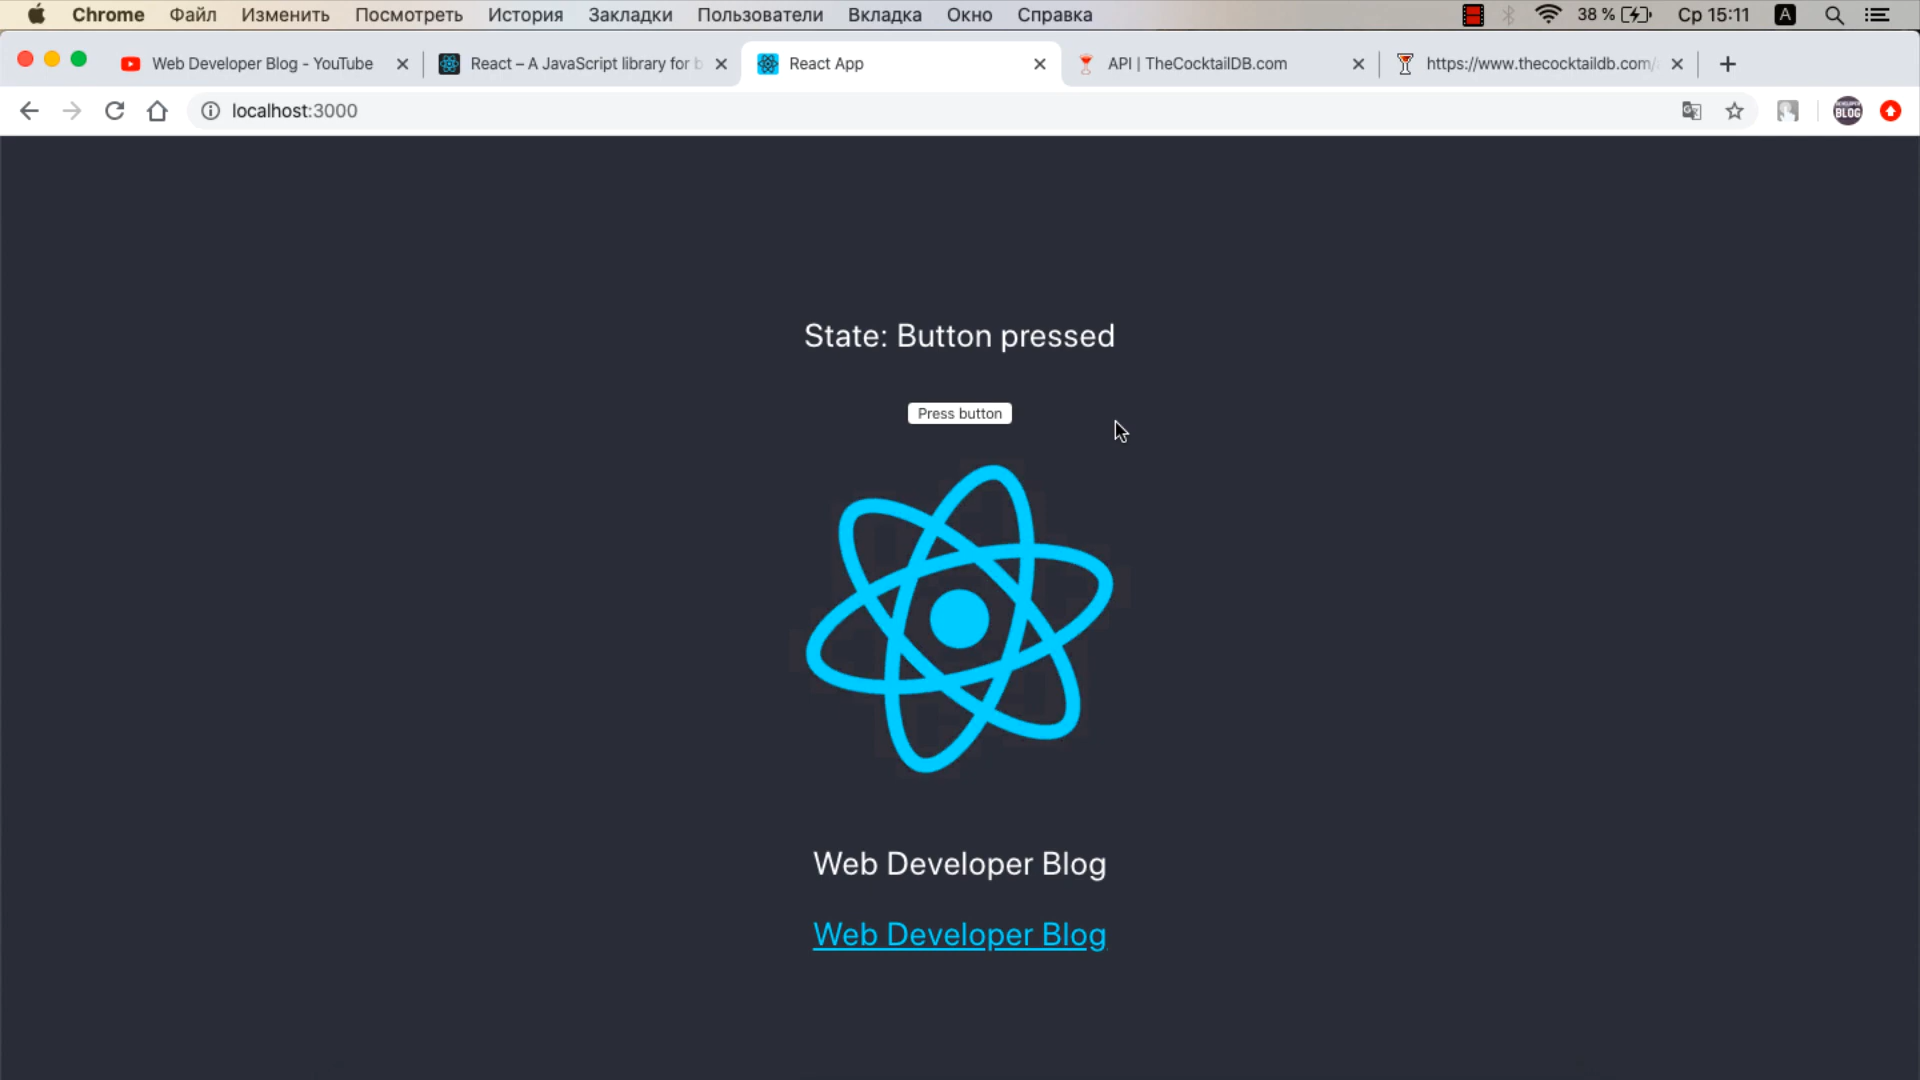 Chrome Файл Изменить Посмотреть История Закладки Пользователи Вкладка Окно Справка 38 % Ср 15:11 A
Web Developer Blog - YouTube React – A JavaScript library for b React App API | TheCocktailDB.com https://www.thecocktaildb.com/
localhost:3000 DEVELOPER BLOG
State: Button pressed
Press button
Web Developer Blog
Web Developer Blog